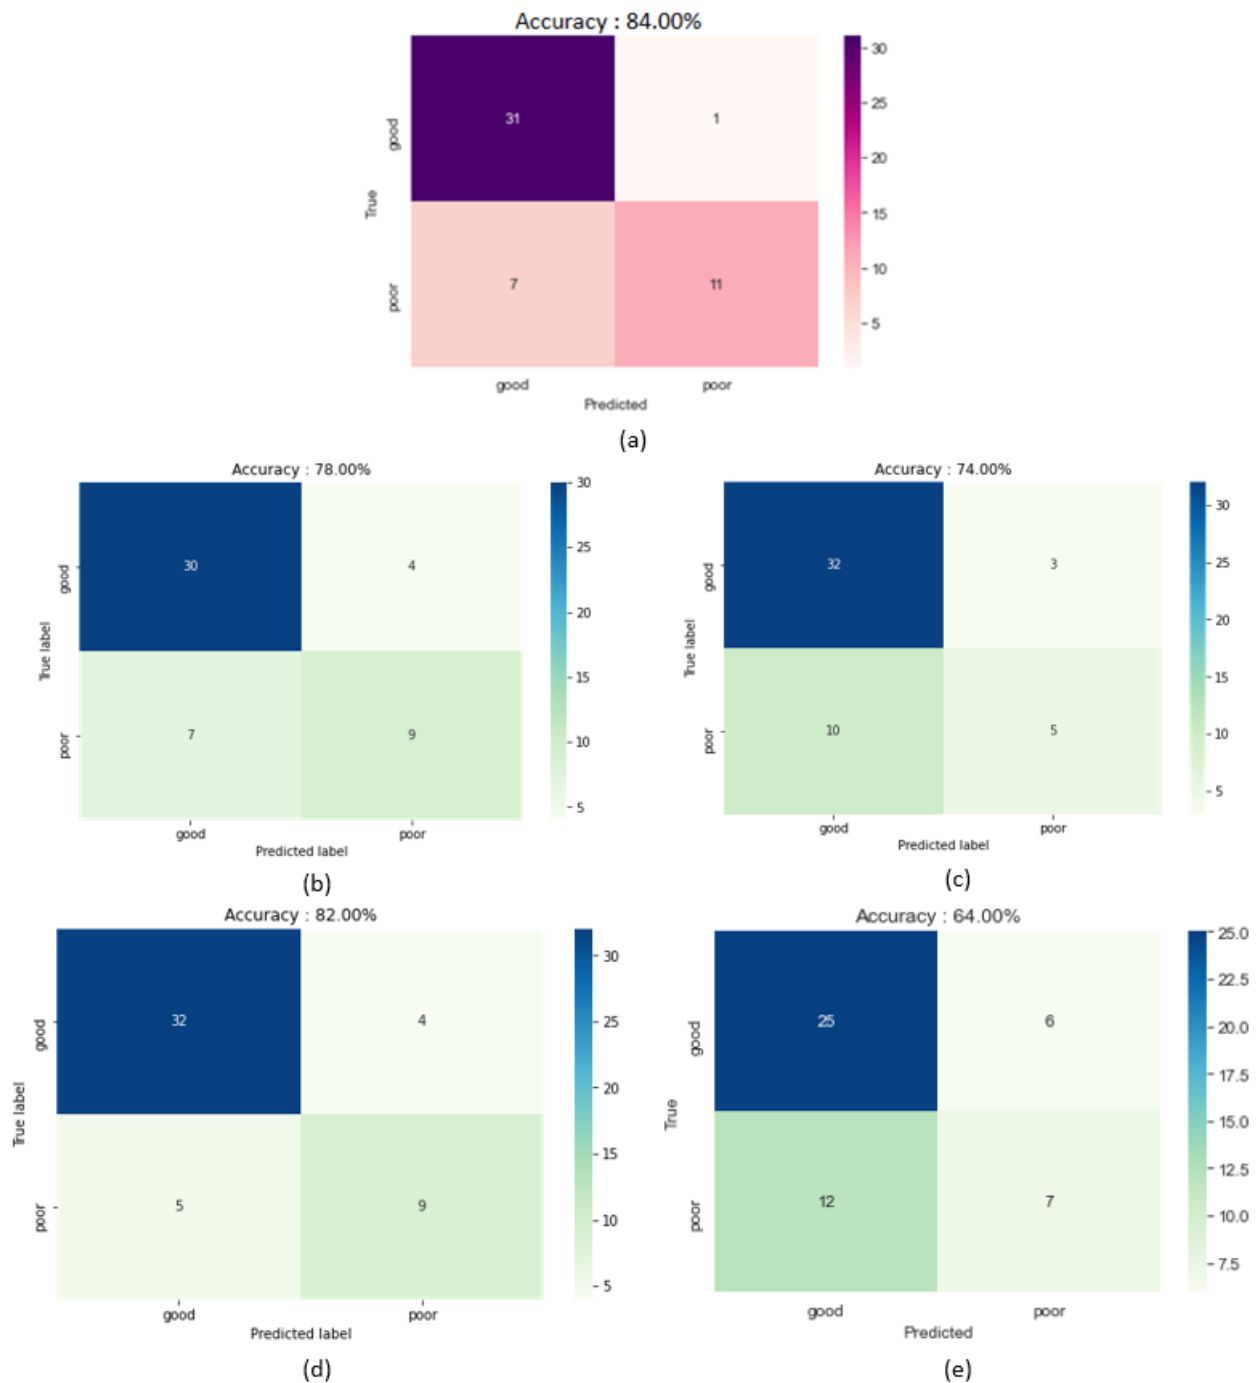 Accuracy : 84.00%
30
31
1
good
25
20
True
15
7
11
10
poor
5
good
poor
Predicted
(a)
Accuracy : 78.00%
30
30
4
good
25
20
True label
15
7
9
poor
10
5
good
poor
Predicted label
(b)
Accuracy : 74.00%
30
32
3
good
25
20
True label
15
10
5
poor
10
5
good
poor
Predicted label
(c)
Accuracy : 82.00%
30
32
4
good
25
20
True label
15
5
9
poor
10
5
good
poor
Predicted label
(d)
Accuracy : 64.00%
25.0
25
6
good
22.5
20.0
17.5
True
15.0
12
7
poor
12.5
10.0
7.5
good
poor
Predicted
(e)